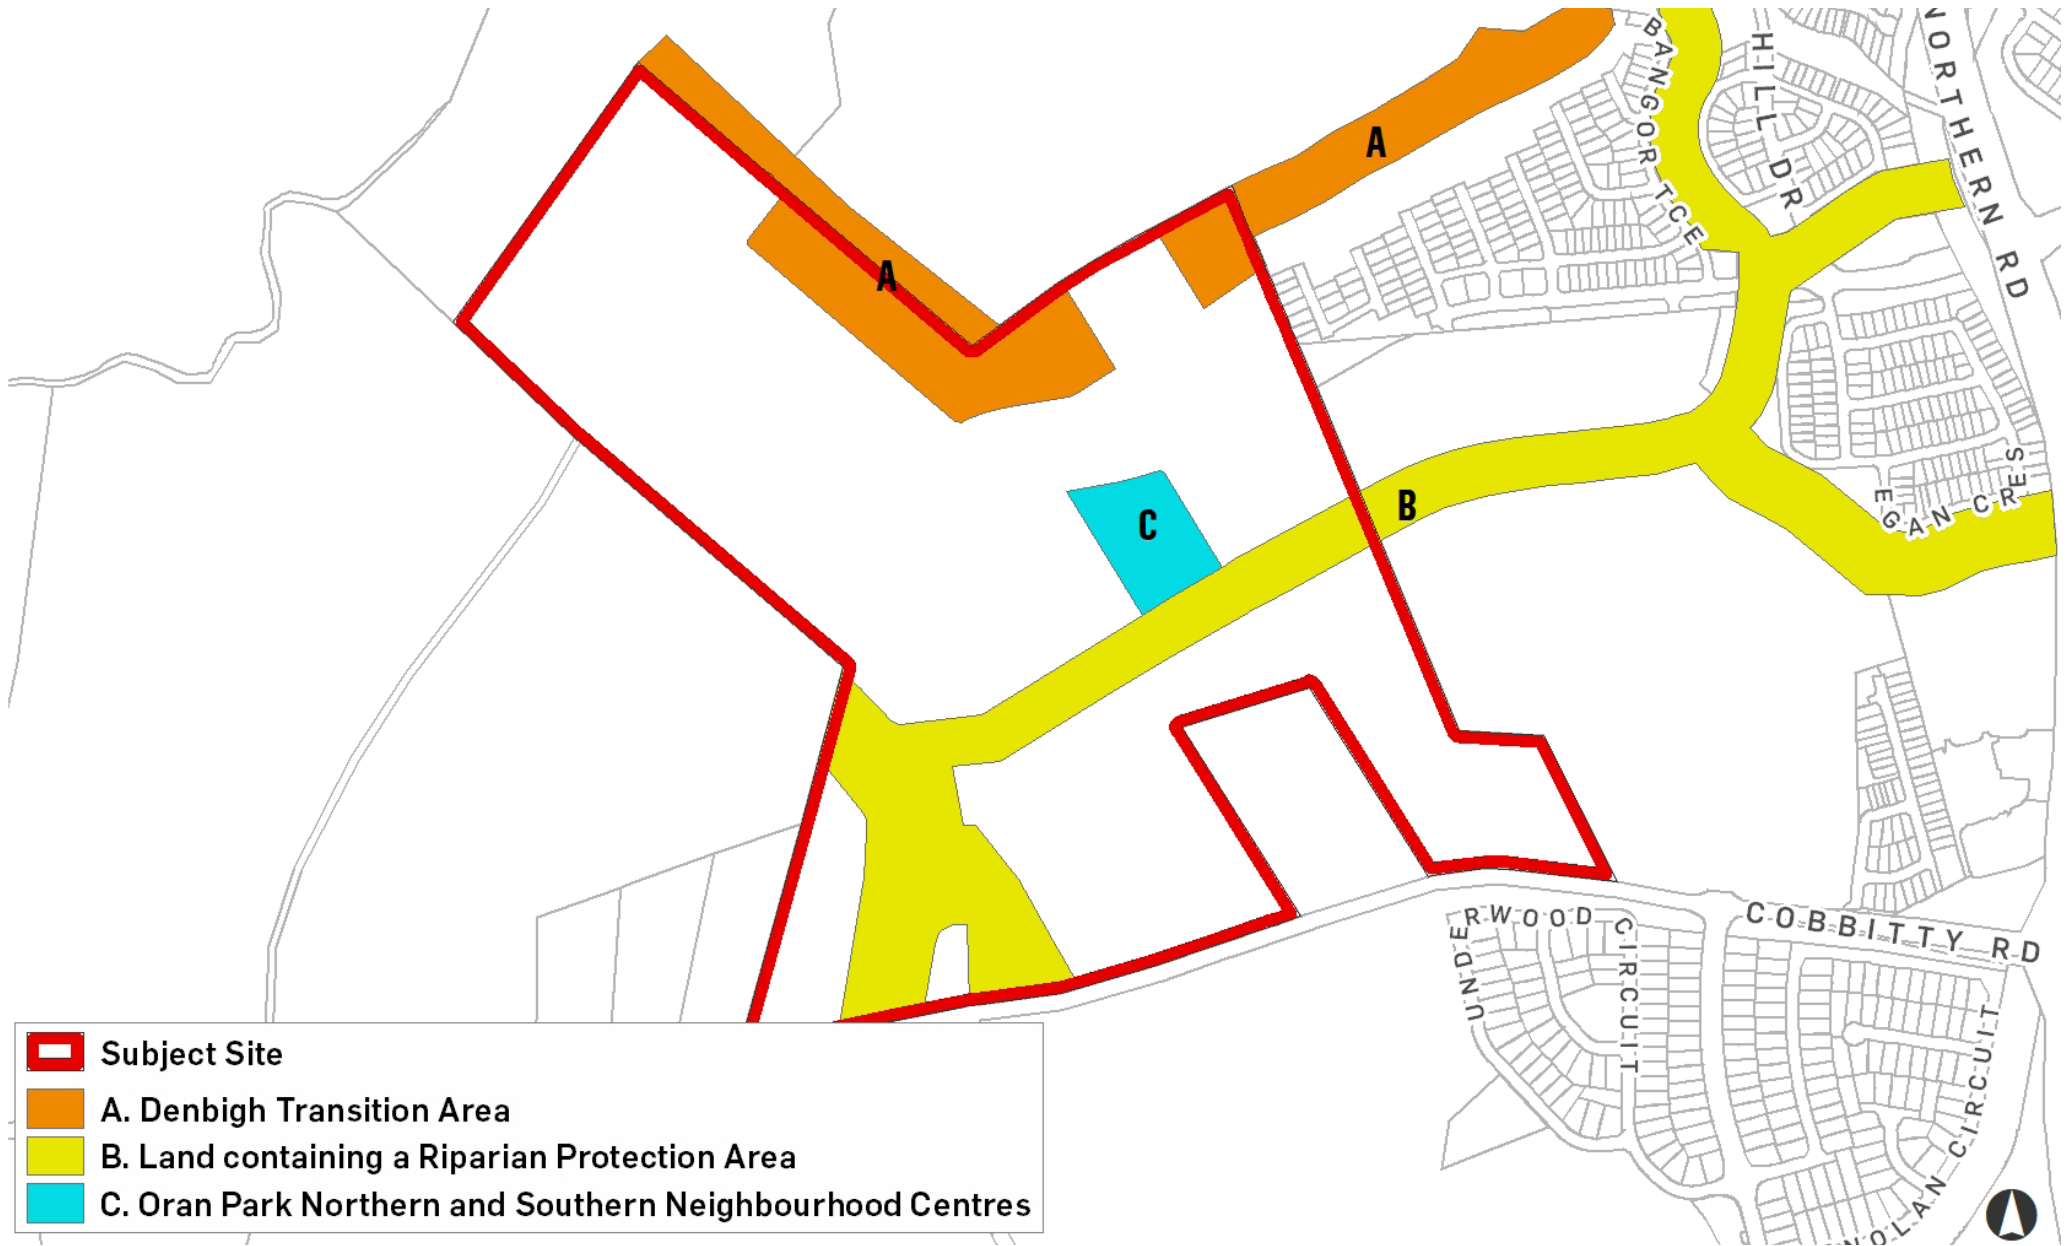 BANGOR TCE
HILL DR
NORTHERN RD
A
A
B
C
EGAN CRES
COBBITTY RD
UNDERWOOD CIRCUIT
NOLAN CIRCUIT
Subject Site
A. Denbigh Transition Area
B. Land containing a Riparian Protection Area
C. Oran Park Northern and Southern Neighbourhood Centres